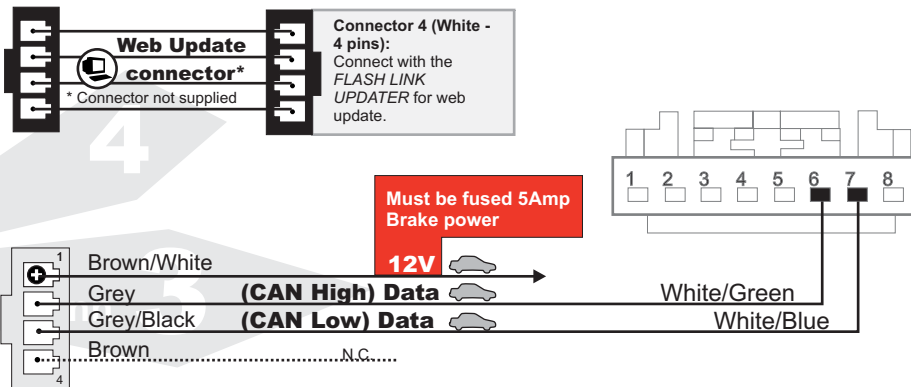 Web Update
connector*
* Connector not supplied
Connector 4 (White -
4 pins):
Connect with the
FLASH LINK
UPDATER for web
update.
4
1 2 3 4 5 6 7 8
Must be fused 5Amp
Brake power
12V
1
Brown/White
Grey
(CAN High) Data
White/Green
3
Grey/Black
(CAN Low) Data
White/Blue
Brown
N.C.
4